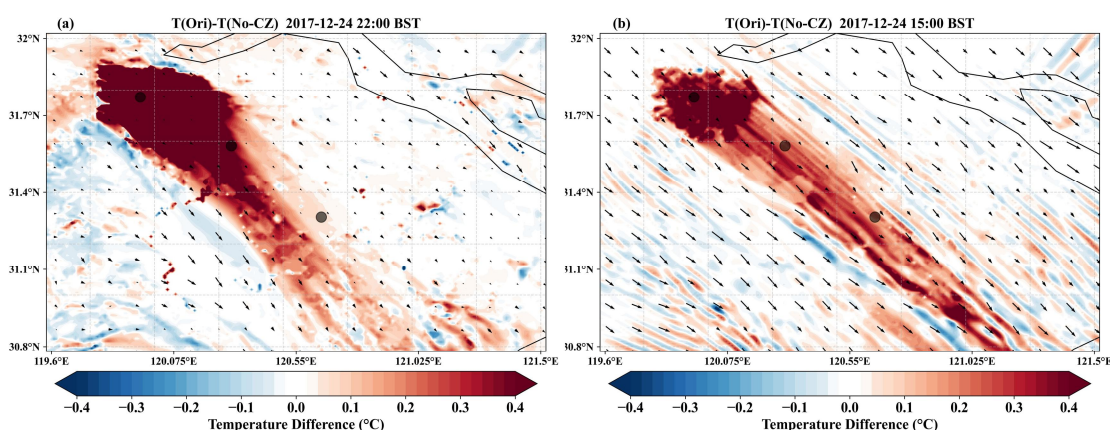 (a) T(Ori)-T(No-CZ) 2017-12-24 22:00 BST
32°N
31.7°N
31.4°N
31.1°N
30.8°N
119.6°E 120.075°E 120.55°E 121.025°E 121.5°E
−0.4 −0.3 −0.2 −0.1 0.0 0.1 0.2 0.3 0.4
Temperature Difference (°C)
(b) T(Ori)-T(No-CZ) 2017-12-24 15:00 BST
32°N
31.7°N
31.4°N
31.1°N
30.8°N
119.6°E 120.075°E 120.55°E 121.025°E 121.5°E
−0.4 −0.3 −0.2 −0.1 0.0 0.1 0.2 0.3 0.4
Temperature Difference (°C)